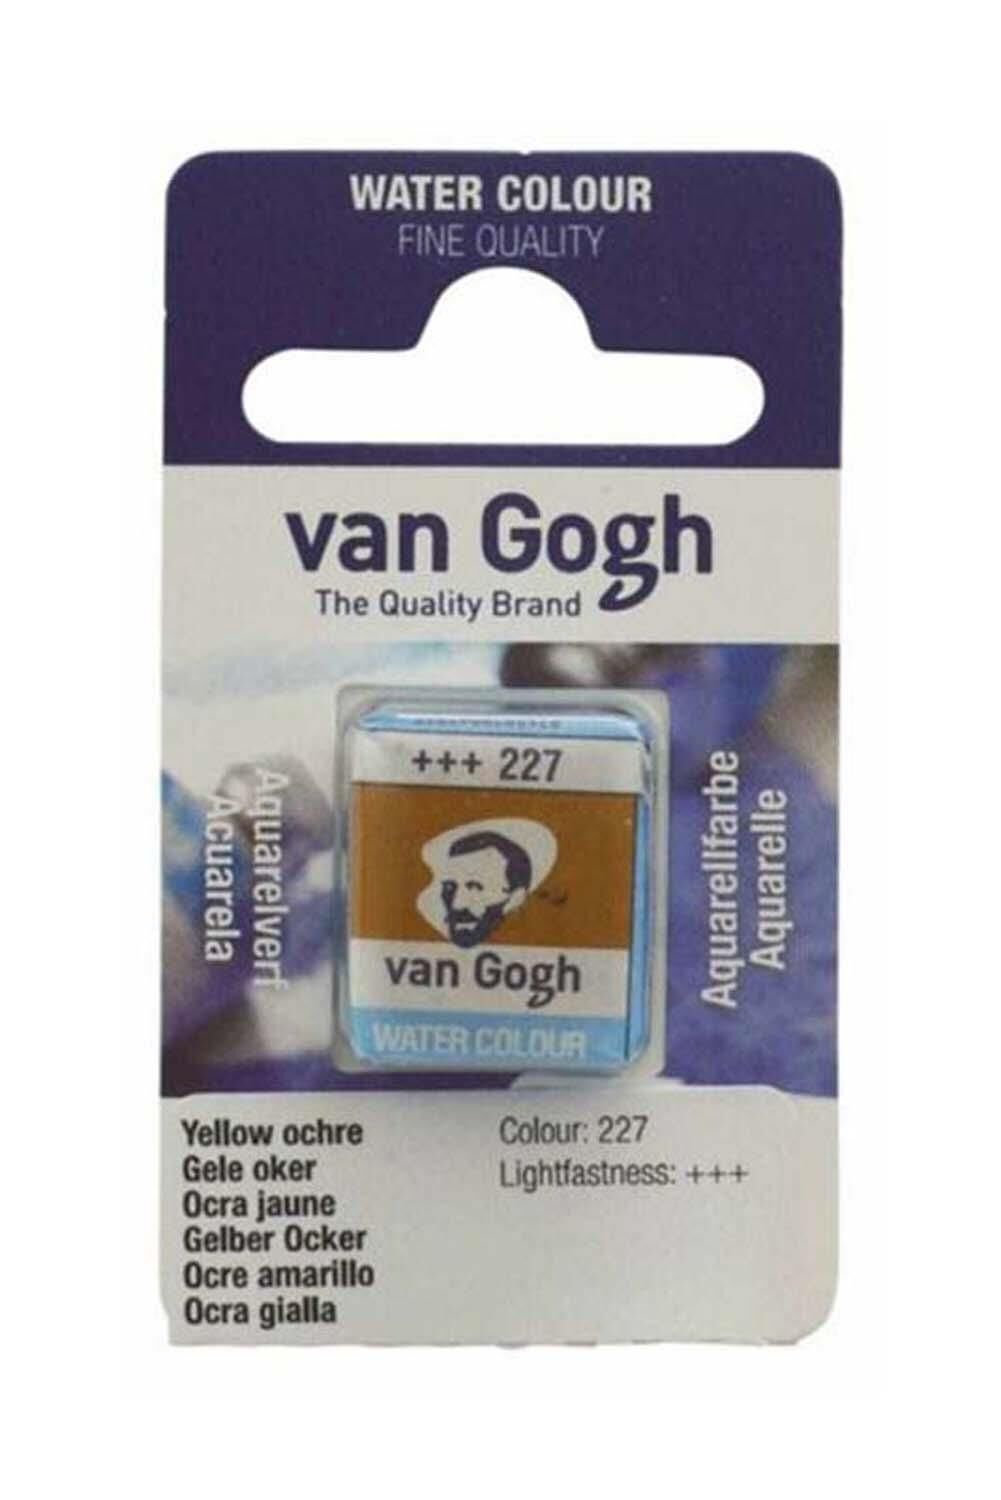 WATER COLOUR
FINE QUALITY
van Gogh
The Quality Brand
+++ 227
van Gogh
WATER COLOUR
Aquarelverf
Acuarela
Aquarellfarbe
Aquarelle
Yellow ochre
Gele oker
Ocra jaune
Gelber Ocker
Ocre amarillo
Ocra gialla
Colour: 227
Lightfastness: +++